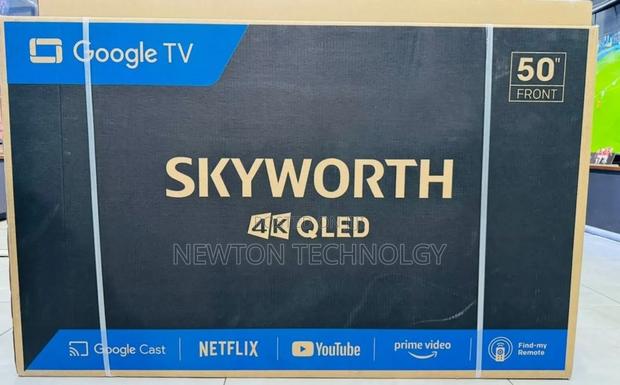 Google TV
50"
FRONT
SKYWORTH
4K QLED
NEWTON TECHNOLGY
Google Cast
NETFLIX
YouTube
prime video
Find-my
Remote